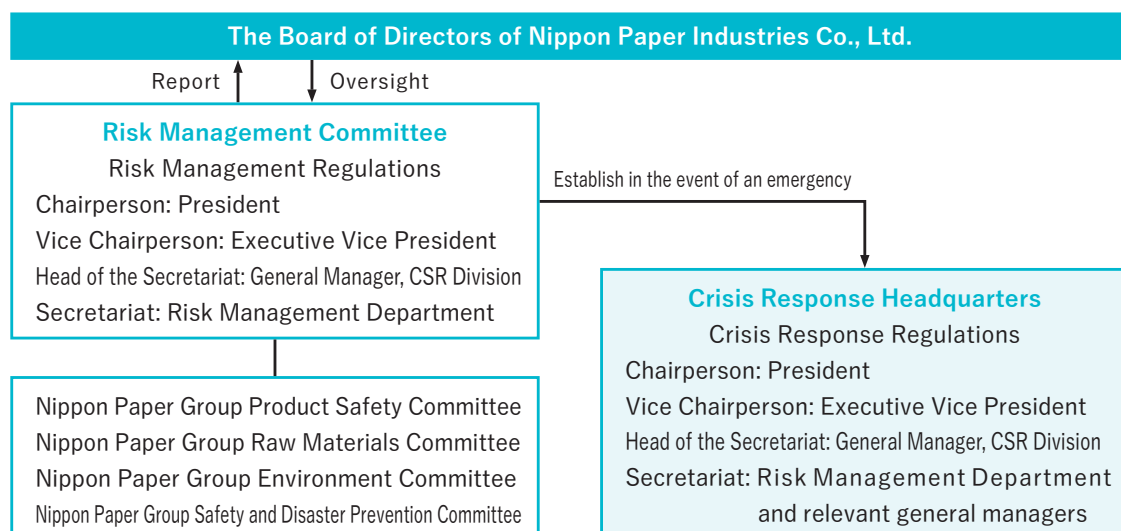 The Board of Directors of Nippon Paper Industries Co., Ltd.
Report
Oversight
Risk Management Committee
Risk Management Regulations
Chairperson: President
Vice Chairperson: Executive Vice President
Head of the Secretariat: General Manager, CSR Division
Secretariat: Risk Management Department
Establish in the event of an emergency
Crisis Response Headquarters
Crisis Response Regulations
Chairperson: President
Vice Chairperson: Executive Vice President
Head of the Secretariat: General Manager, CSR Division
Secretariat: Risk Management Department
and relevant general managers
Nippon Paper Group Product Safety Committee
Nippon Paper Group Raw Materials Committee
Nippon Paper Group Environment Committee
Nippon Paper Group Safety and Disaster Prevention Committee